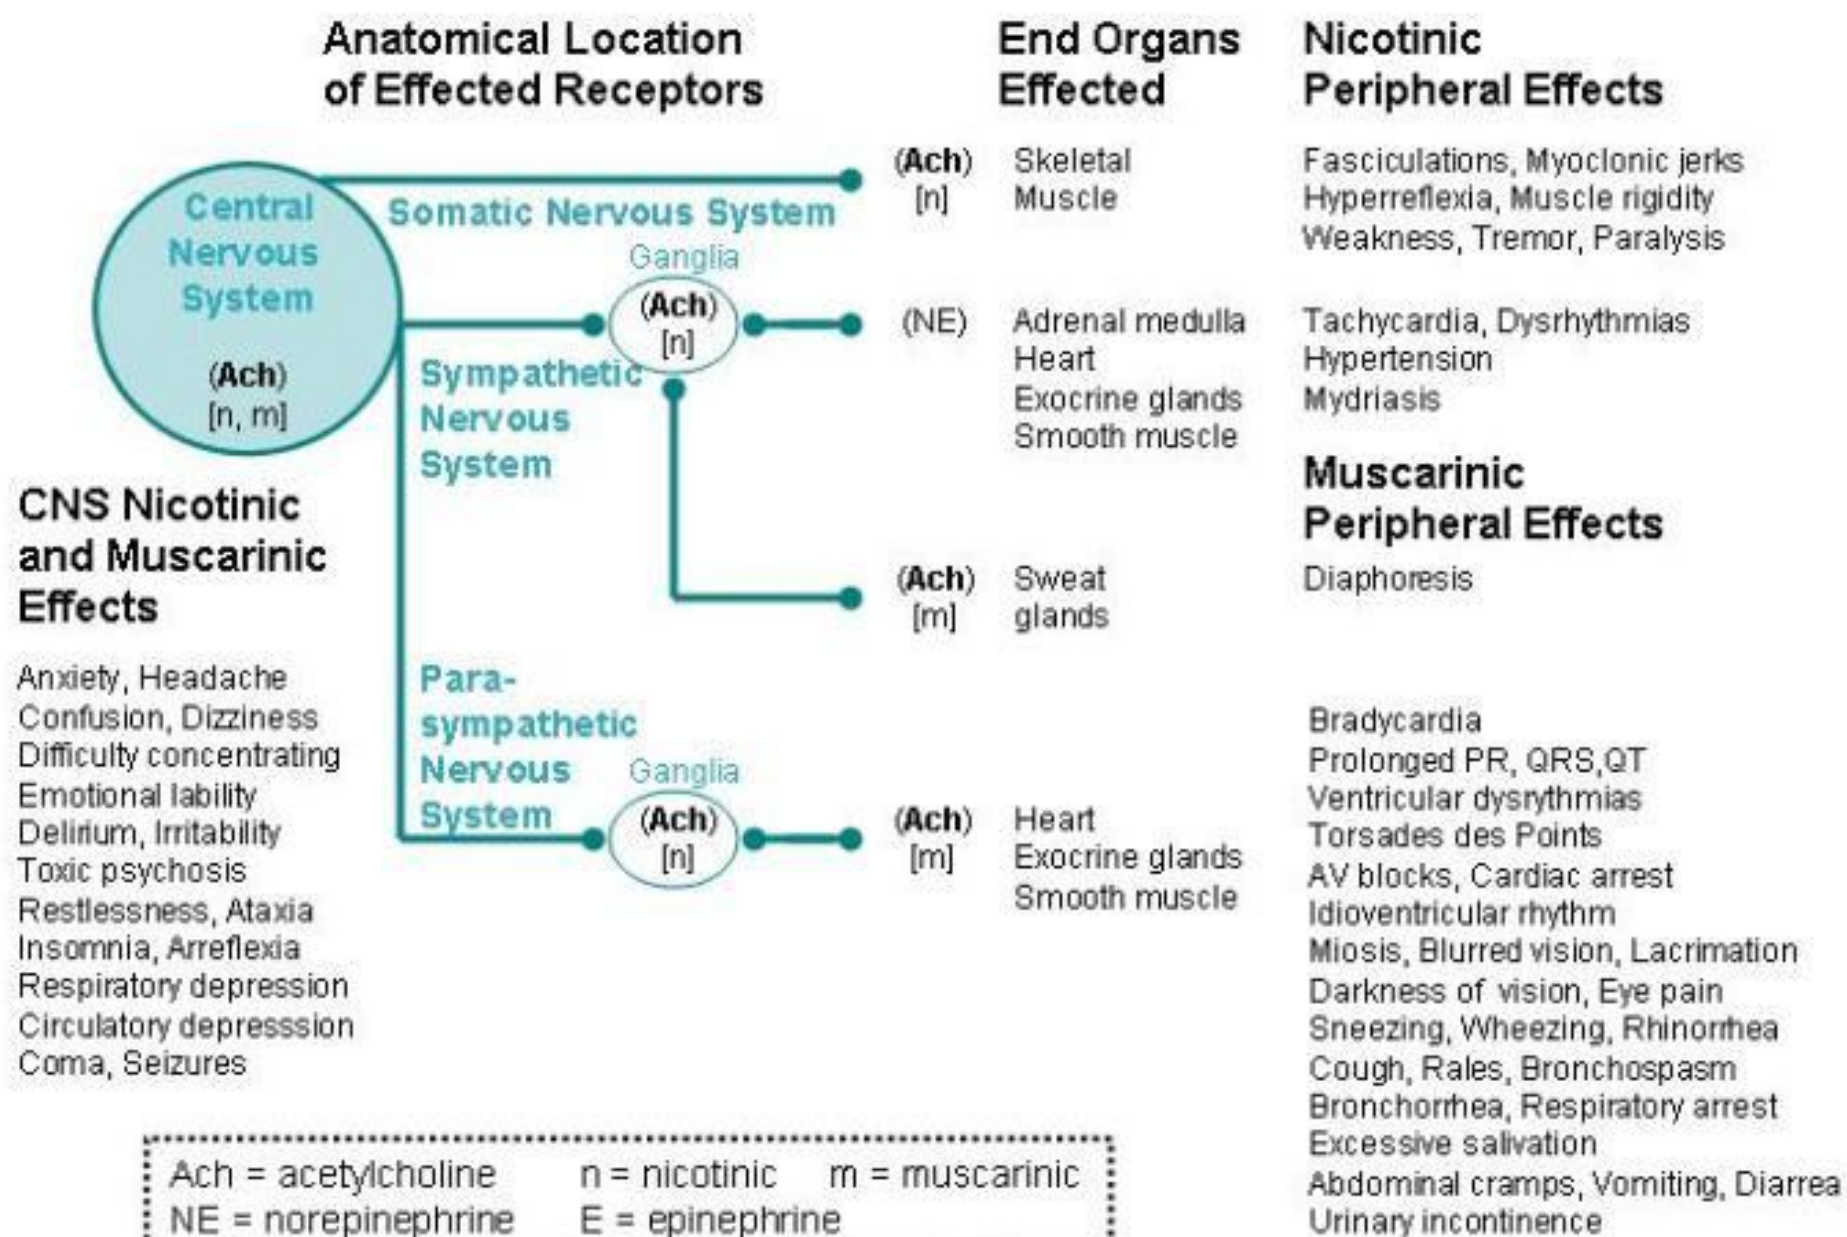 Anatomical Location
of Effected Receptors
End Organs
Effected
Nicotinic
Peripheral Effects
Central
Nervous
System
(Ach)
[n, m]
Somatic Nervous System
(Ach)
[n]
Skeletal
Muscle
Fasciculations, Myoclonic jerks
Hyperreflexia, Muscle rigidity
Weakness, Tremor, Paralysis
Ganglia
(Ach)
[n]
Sympathetic
Nervous
System
(NE)
Adrenal medulla
Heart
Exocrine glands
Smooth muscle
Tachycardia, Dysrhythmias
Hypertension
Mydriasis
Muscarinic
Peripheral Effects
(Ach)
[m]
Sweat
glands
Diaphoresis
CNS Nicotinic
and Muscarinic
Effects
Anxiety, Headache
Confusion, Dizziness
Difficulty concentrating
Emotional lability
Delirium, Irritability
Toxic psychosis
Restlessness, Ataxia
Insomnia, Arreflexia
Respiratory depression
Circulatory depresssion
Coma, Seizures
Para-
sympathetic
Nervous
System
Ganglia
(Ach)
[n]
(Ach)
[m]
Heart
Exocrine glands
Smooth muscle
Bradycardia
Prolonged PR, QRS,QT
Ventricular dysrythmias
Torsades des Points
AV blocks, Cardiac arrest
Idioventricular rhythm
Miosis, Blurred vision, Lacrimation
Darkness of vision, Eye pain
Sneezing, Wheezing, Rhinorrhea
Cough, Rales, Bronchospasm
Bronchorrhea, Respiratory arrest
Excessive salivation
Abdominal cramps, Vomiting, Diarrea
Urinary incontinence
Ach = acetylcholine n = nicotinic m = muscarinic
NE = norepinephrine E = epinephrine